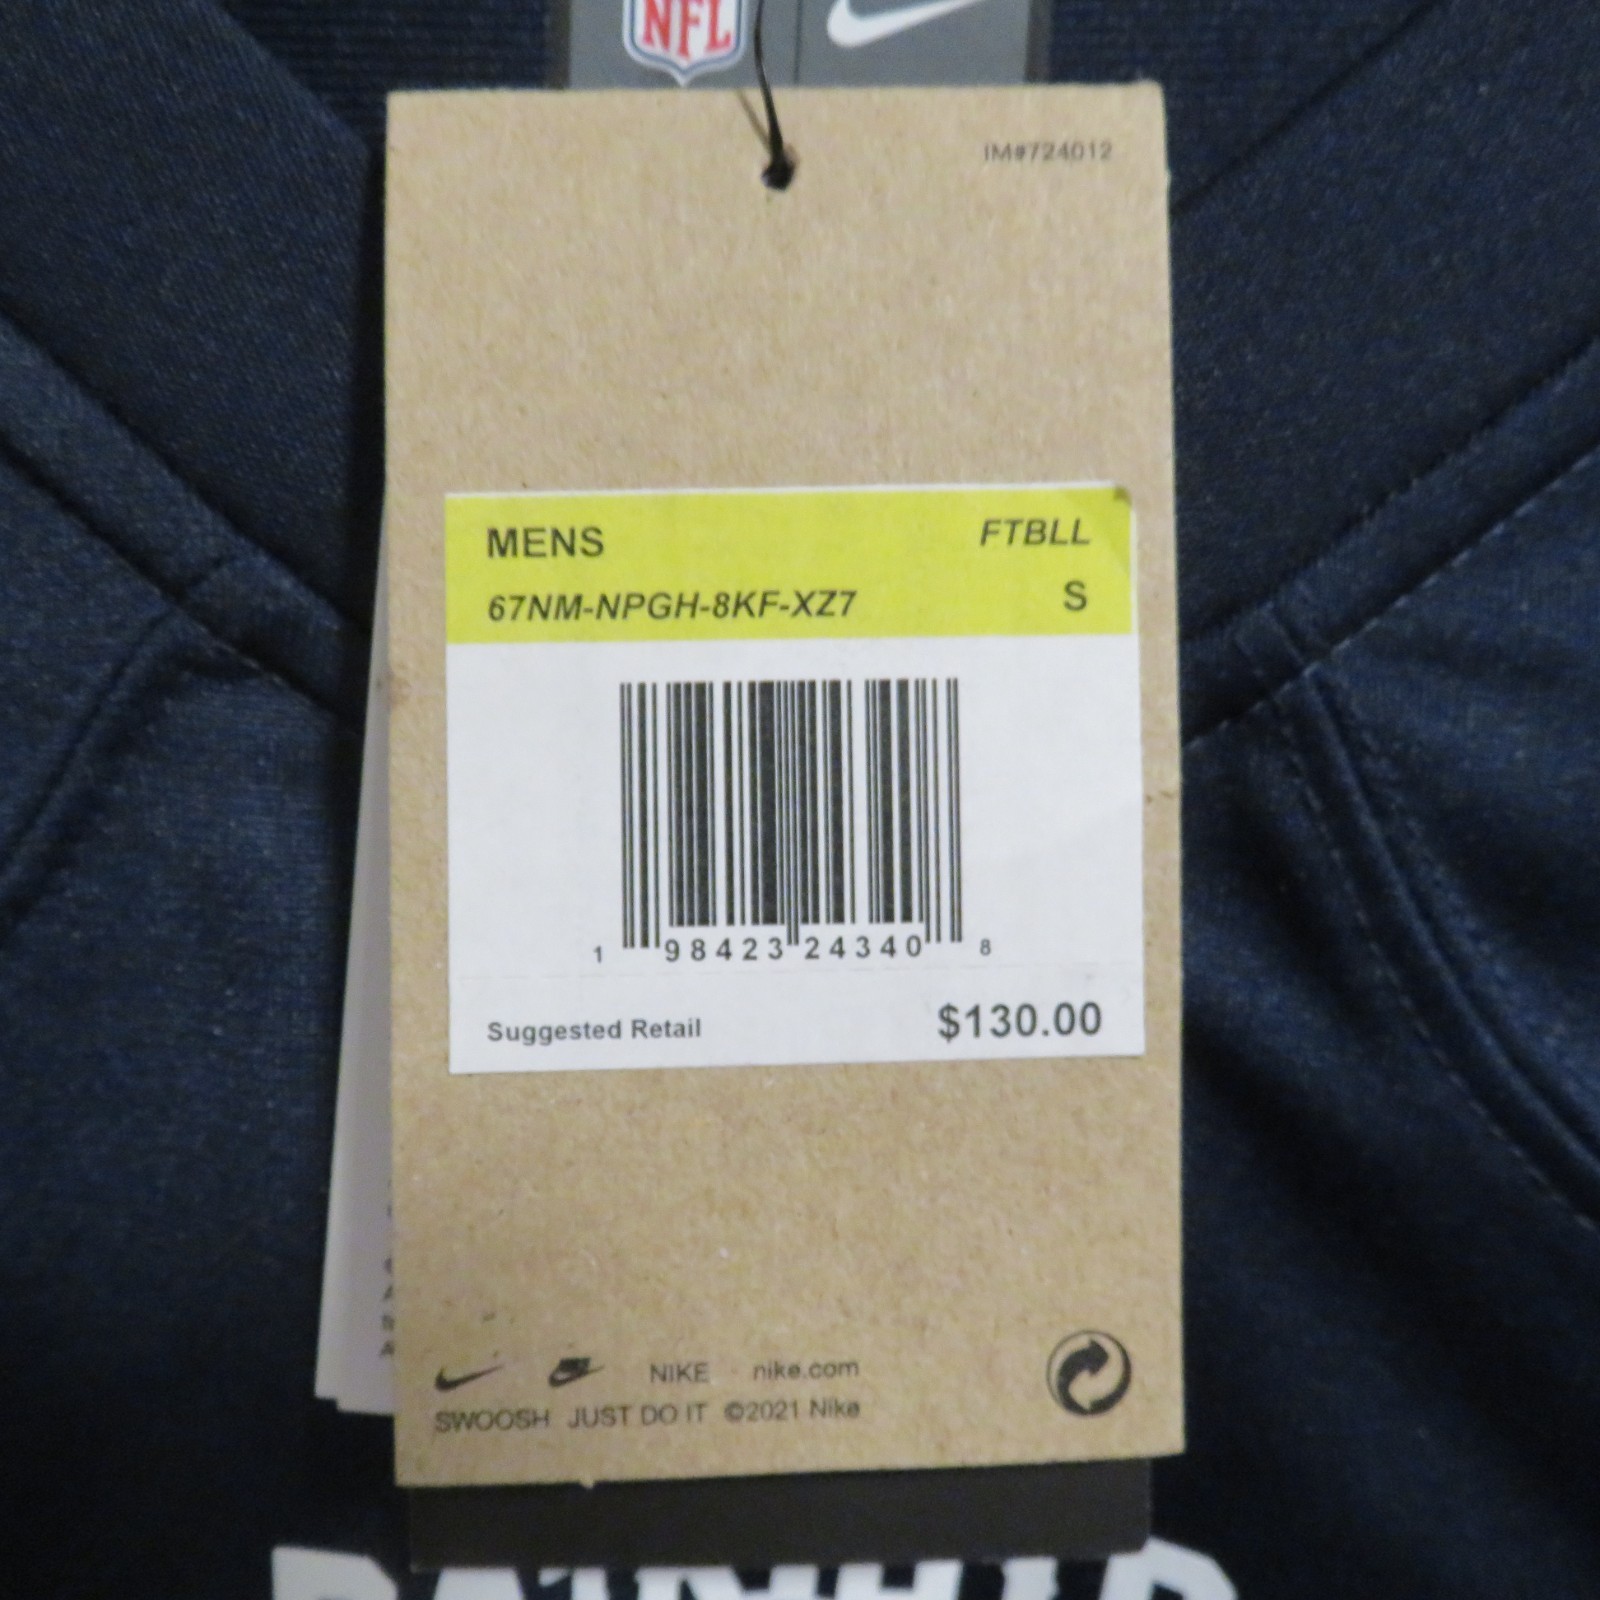 NFL
IM#724012
MENS FTBLL
67NM-NPGH-8KF-XZ7 S
1 98423 24340 8
Suggested Retail $130.00
NIKE nike.com
SWOOSH JUST DO IT ©2021 Nike